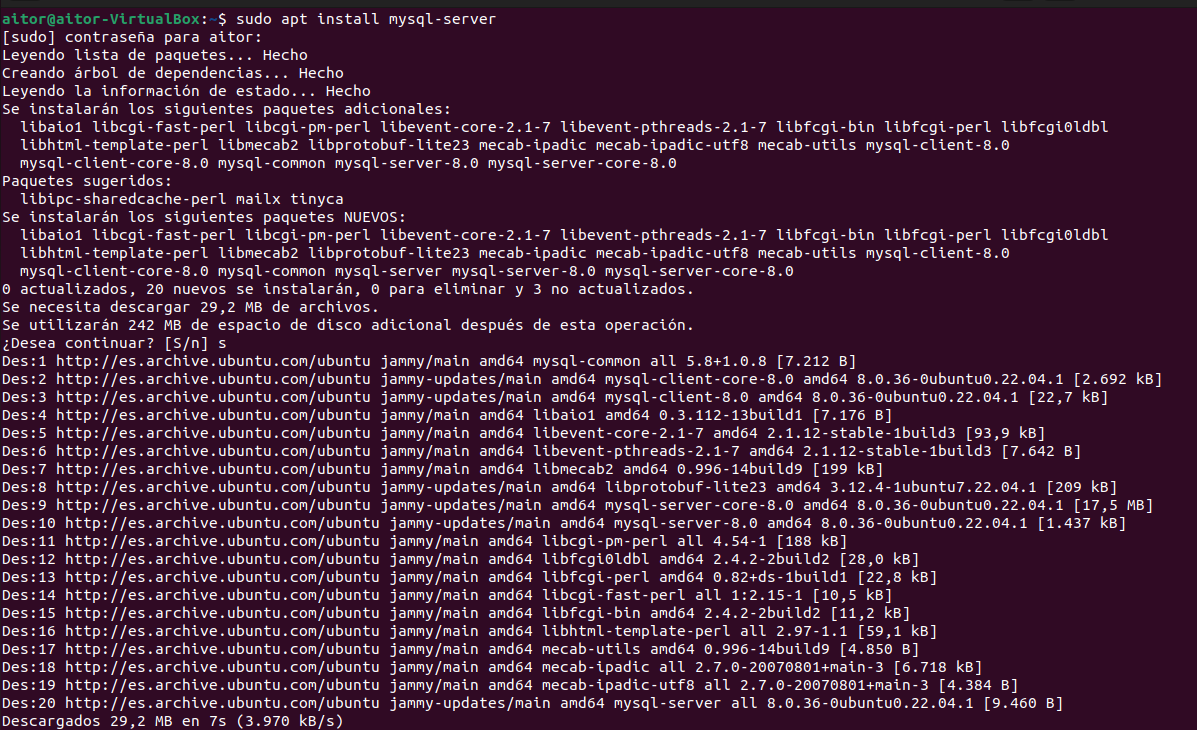 aitor@aitor-VirtualBox:~$ sudo apt install mysql-server
[sudo] contraseña para aitor:
Leyendo lista de paquetes... Hecho
Creando árbol de dependencias... Hecho
Leyendo la información de estado... Hecho
Se instalarán los siguientes paquetes adicionales:
  libaio1 libcgi-fast-perl libcgi-pm-perl libevent-core-2.1-7 libevent-pthreads-2.1-7 libfcgi-bin libfcgi-perl libfcgi0ldbl
  libhtml-template-perl libmecab2 libprotobuf-lite23 mecab-ipadic mecab-ipadic-utf8 mecab-utils mysql-client-8.0
  mysql-client-core-8.0 mysql-common mysql-server-8.0 mysql-server-core-8.0
Paquetes sugeridos:
  libipc-sharedcache-perl mailx tinyca
Se instalarán los siguientes paquetes NUEVOS:
  libaio1 libcgi-fast-perl libcgi-pm-perl libevent-core-2.1-7 libevent-pthreads-2.1-7 libfcgi-bin libfcgi-perl libfcgi0ldbl
  libhtml-template-perl libmecab2 libprotobuf-lite23 mecab-ipadic mecab-ipadic-utf8 mecab-utils mysql-client-8.0
  mysql-client-core-8.0 mysql-common mysql-server mysql-server-8.0 mysql-server-core-8.0
0 actualizados, 20 nuevos se instalarán, 0 para eliminar y 3 no actualizados.
Se necesita descargar 29,2 MB de archivos.
Se utilizarán 242 MB de espacio de disco adicional después de esta operación.
¿Desea continuar? [S/n] s
Des:1 http://es.archive.ubuntu.com/ubuntu jammy/main amd64 mysql-common all 5.8+1.0.8 [7.212 B]
Des:2 http://es.archive.ubuntu.com/ubuntu jammy-updates/main amd64 mysql-client-core-8.0 amd64 8.0.36-0ubuntu0.22.04.1 [2.692 kB]
Des:3 http://es.archive.ubuntu.com/ubuntu jammy-updates/main amd64 mysql-client-8.0 amd64 8.0.36-0ubuntu0.22.04.1 [22,7 kB]
Des:4 http://es.archive.ubuntu.com/ubuntu jammy/main amd64 libaio1 amd64 0.3.112-13build1 [7.176 B]
Des:5 http://es.archive.ubuntu.com/ubuntu jammy/main amd64 libevent-core-2.1-7 amd64 2.1.12-stable-1build3 [93,9 kB]
Des:6 http://es.archive.ubuntu.com/ubuntu jammy/main amd64 libevent-pthreads-2.1-7 amd64 2.1.12-stable-1build3 [7.642 B]
Des:7 http://es.archive.ubuntu.com/ubuntu jammy/main amd64 libmecab2 amd64 0.996-14build9 [199 kB]
Des:8 http://es.archive.ubuntu.com/ubuntu jammy-updates/main amd64 libprotobuf-lite23 amd64 3.12.4-1ubuntu7.22.04.1 [209 kB]
Des:9 http://es.archive.ubuntu.com/ubuntu jammy-updates/main amd64 mysql-server-core-8.0 amd64 8.0.36-0ubuntu0.22.04.1 [17,5 MB]
Des:10 http://es.archive.ubuntu.com/ubuntu jammy-updates/main amd64 mysql-server-8.0 amd64 8.0.36-0ubuntu0.22.04.1 [1.437 kB]
Des:11 http://es.archive.ubuntu.com/ubuntu jammy/main amd64 libcgi-pm-perl all 4.54-1 [188 kB]
Des:12 http://es.archive.ubuntu.com/ubuntu jammy/main amd64 libfcgi0ldbl amd64 2.4.2-2build2 [28,0 kB]
Des:13 http://es.archive.ubuntu.com/ubuntu jammy/main amd64 libfcgi-perl amd64 0.82+ds-1build1 [22,8 kB]
Des:14 http://es.archive.ubuntu.com/ubuntu jammy/main amd64 libcgi-fast-perl all 1:2.15-1 [10,5 kB]
Des:15 http://es.archive.ubuntu.com/ubuntu jammy/main amd64 libfcgi-bin amd64 2.4.2-2build2 [11,2 kB]
Des:16 http://es.archive.ubuntu.com/ubuntu jammy/main amd64 libhtml-template-perl all 2.97-1.1 [59,1 kB]
Des:17 http://es.archive.ubuntu.com/ubuntu jammy/main amd64 mecab-utils amd64 0.996-14build9 [4.850 B]
Des:18 http://es.archive.ubuntu.com/ubuntu jammy/main amd64 mecab-ipadic all 2.7.0-20070801+main-3 [6.718 kB]
Des:19 http://es.archive.ubuntu.com/ubuntu jammy/main amd64 mecab-ipadic-utf8 all 2.7.0-20070801+main-3 [4.384 B]
Des:20 http://es.archive.ubuntu.com/ubuntu jammy-updates/main amd64 mysql-server all 8.0.36-0ubuntu0.22.04.1 [9.460 B]
Descargados 29,2 MB en 7s (3.970 kB/s)